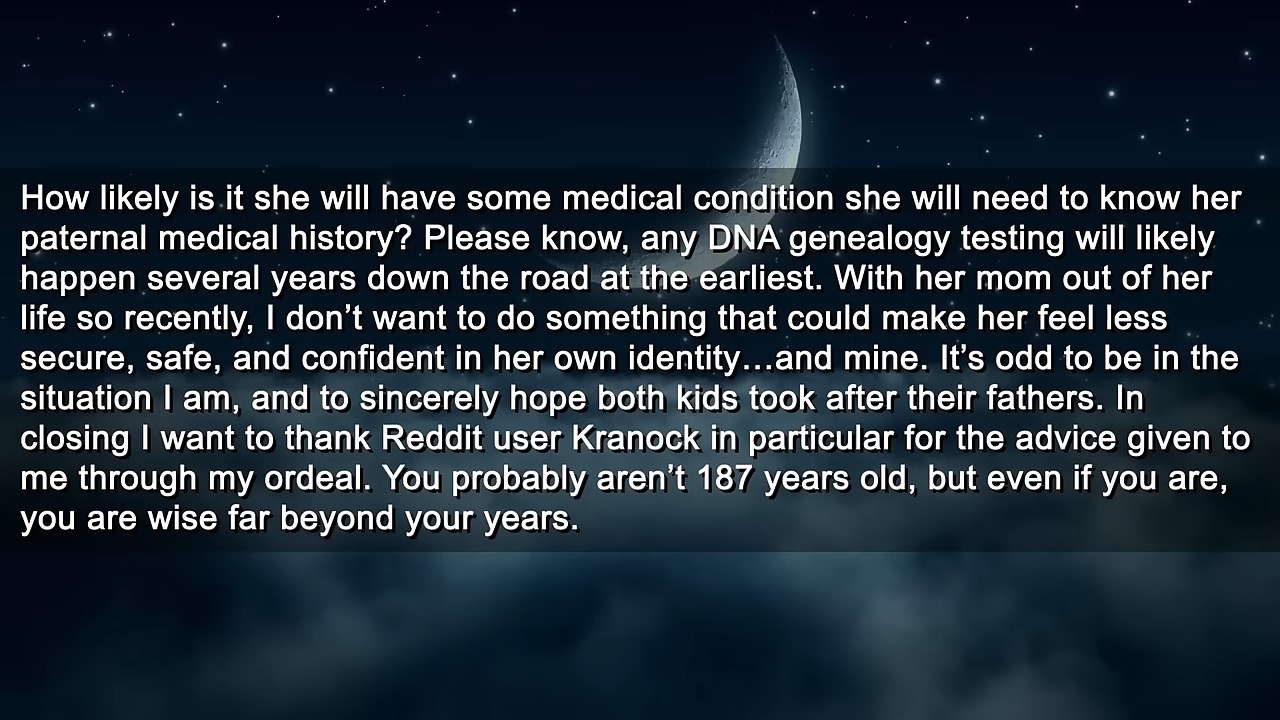 How likely is it she will have some medical condition she will need to know her
paternal medical history? Please know, any DNA genealogy testing will likely
happen several years down the road at the earliest. With her mom out of her
life so recently, I don’t want to do something that could make her feel less
secure, safe, and confident in her own identity…and mine. It’s odd to be in the
situation I am, and to sincerely hope both kids took after their fathers. In
closing I want to thank Reddit user Kranock in particular for the advice given to
me through my ordeal. You probably aren’t 187 years old, but even if you are,
you are wise far beyond your years.